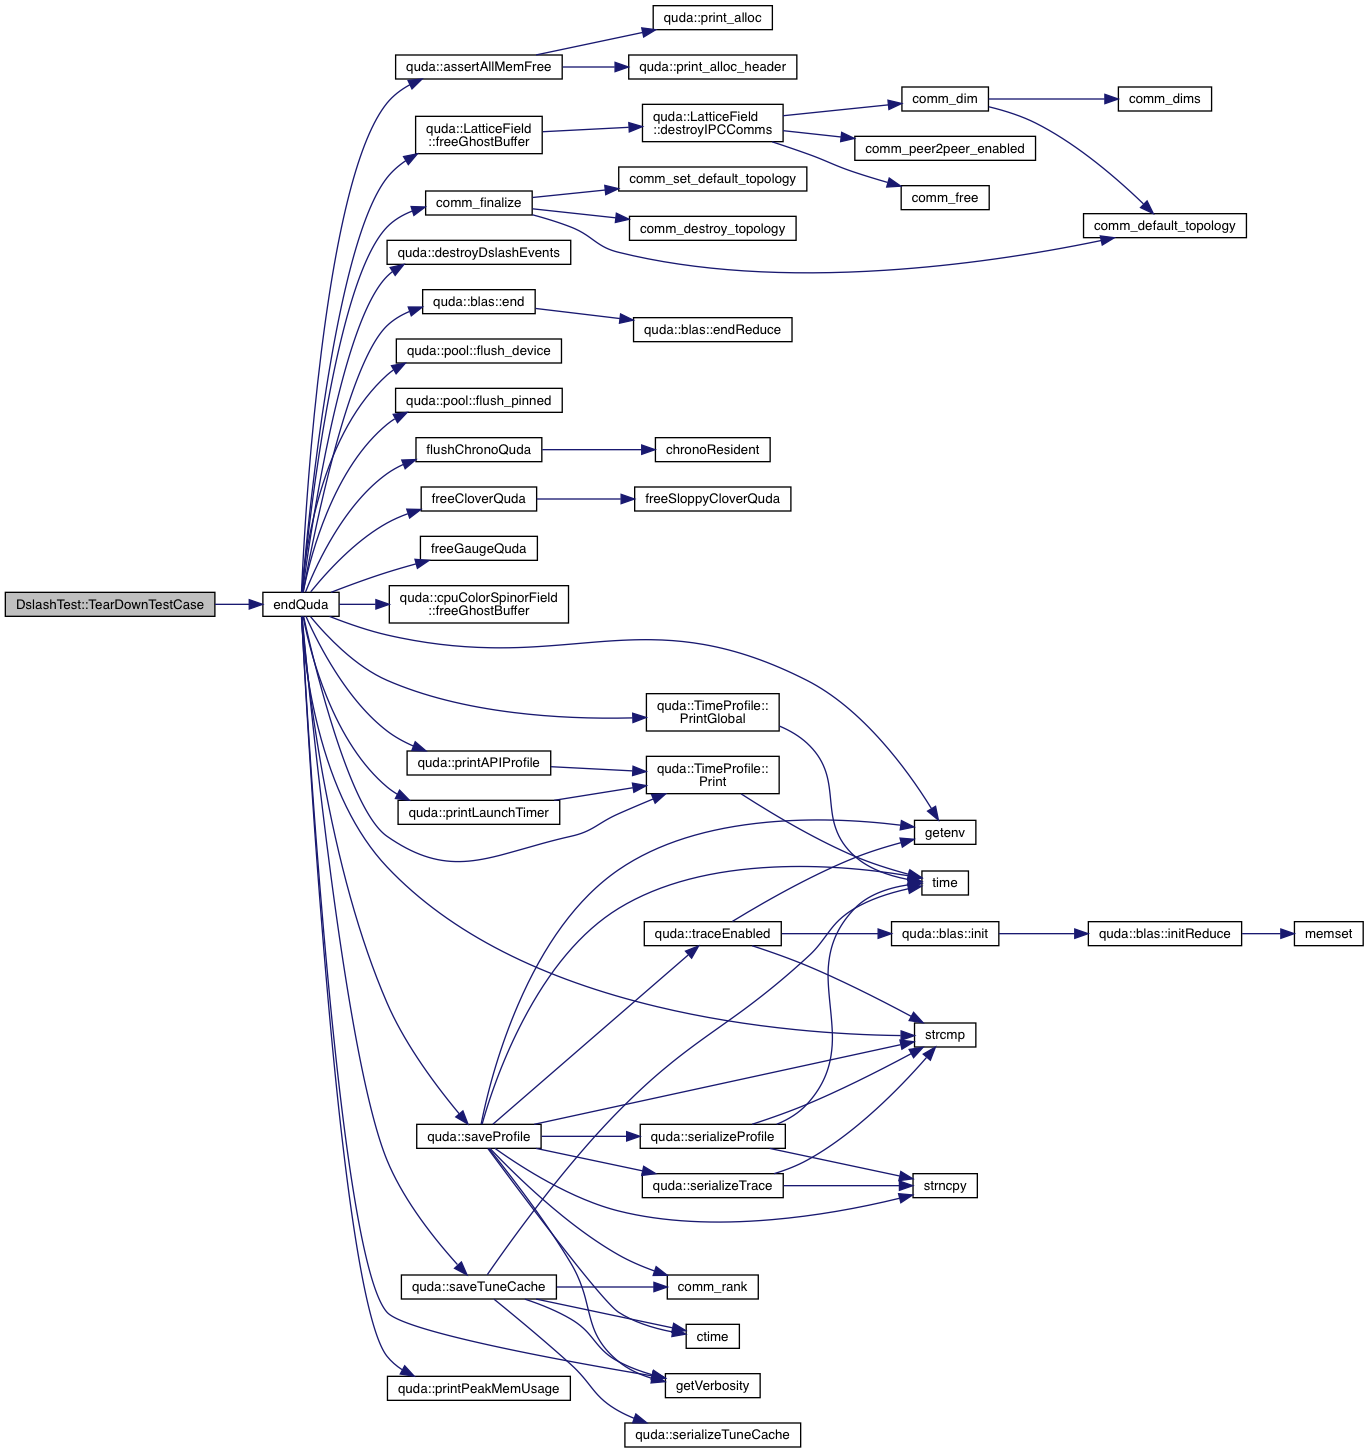 quda::print_alloc
quda::assertAllMemFree
quda::print_alloc_header
quda::LatticeField
::freeGhostBuffer
quda::LatticeField
::destroyIPCComms
comm_dim
comm_dims
comm_peer2peer_enabled
comm_free
comm_default_topology
comm_finalize
comm_set_default_topology
comm_destroy_topology
quda::destroyDslashEvents
quda::blas::end
quda::blas::endReduce
quda::pool::flush_device
quda::pool::flush_pinned
flushChronoQuda
chronoResident
freeCloverQuda
freeSloppyCloverQuda
freeGaugeQuda
DslashTest::TearDownTestCase
endQuda
quda::cpuColorSpinorField
::freeGhostBuffer
quda::TimeProfile::
PrintGlobal
quda::printAPIProfile
quda::TimeProfile::
Print
quda::printLaunchTimer
getenv
time
quda::traceEnabled
quda::blas::init
quda::blas::initReduce
memset
strcmp
quda::saveProfile
quda::serializeProfile
quda::serializeTrace
strncpy
quda::saveTuneCache
comm_rank
ctime
getVerbosity
quda::printPeakMemUsage
quda::serializeTuneCache